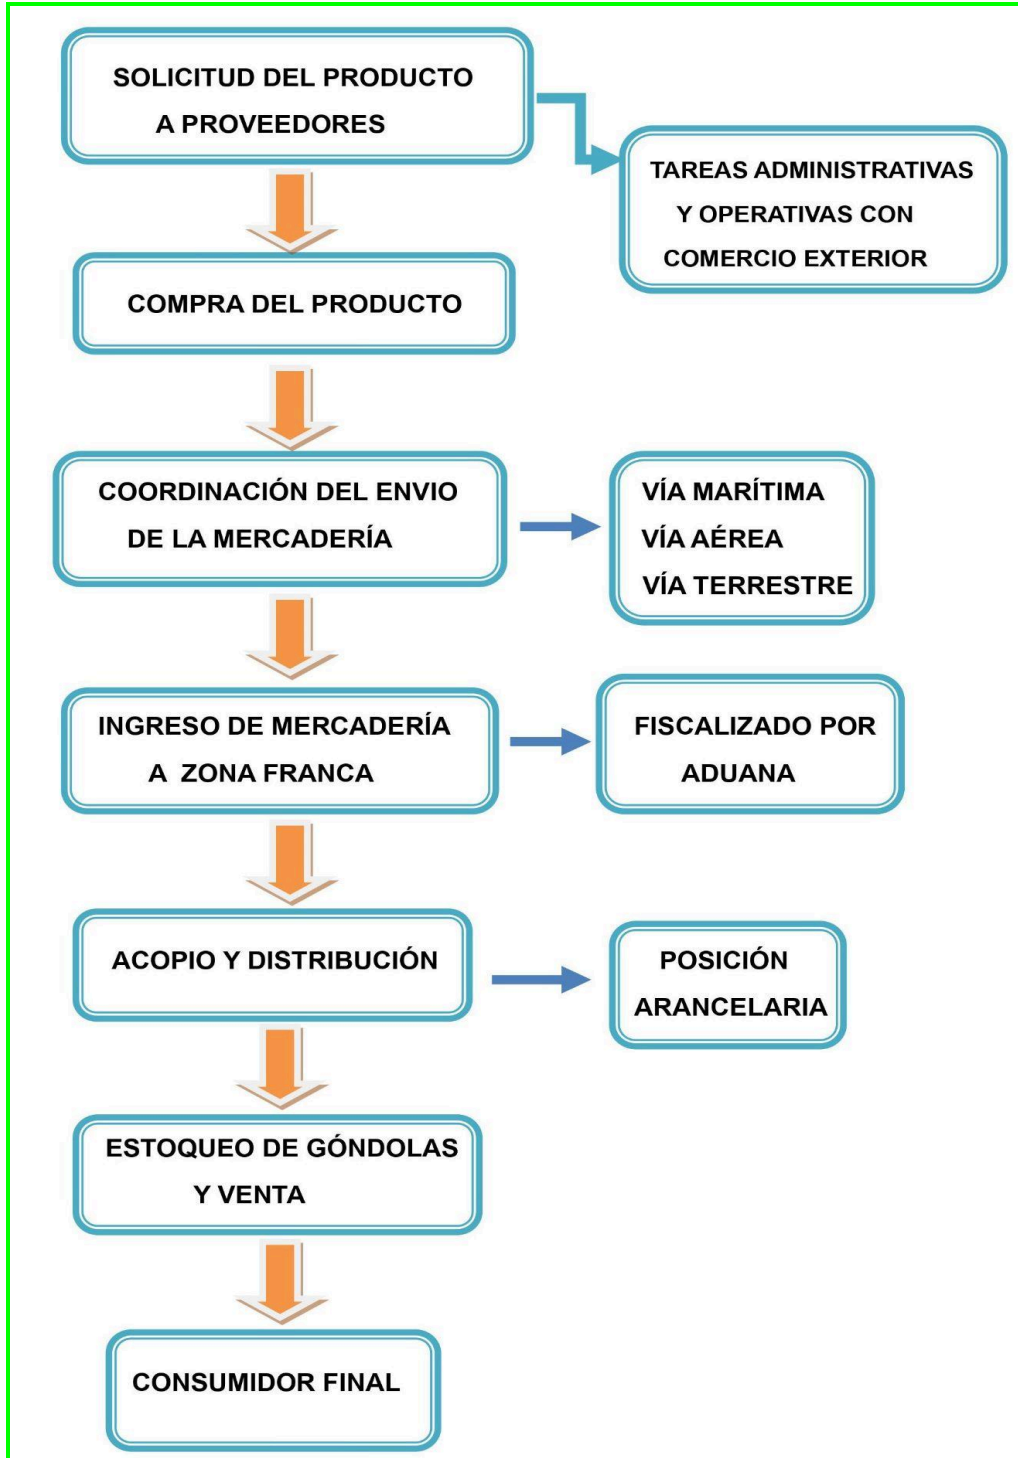 SOLICITUD DEL PRODUCTO
A PROVEEDORES
TAREAS ADMINISTRATIVAS
Y OPERATIVAS CON
COMERCIO EXTERIOR
COMPRA DEL PRODUCTO
COORDINACIÓN DEL ENVIO
DE LA MERCADERÍA
VÍA MARÍTIMA
VÍA AÉREA
VÍA TERRESTRE
INGRESO DE MERCADERÍA
A ZONA FRANCA
FISCALIZADO POR
ADUANA
ACOPIO Y DISTRIBUCIÓN
POSICIÓN
ARANCELARIA
ESTOQUEO DE GÓNDOLAS
Y VENTA
CONSUMIDOR FINAL